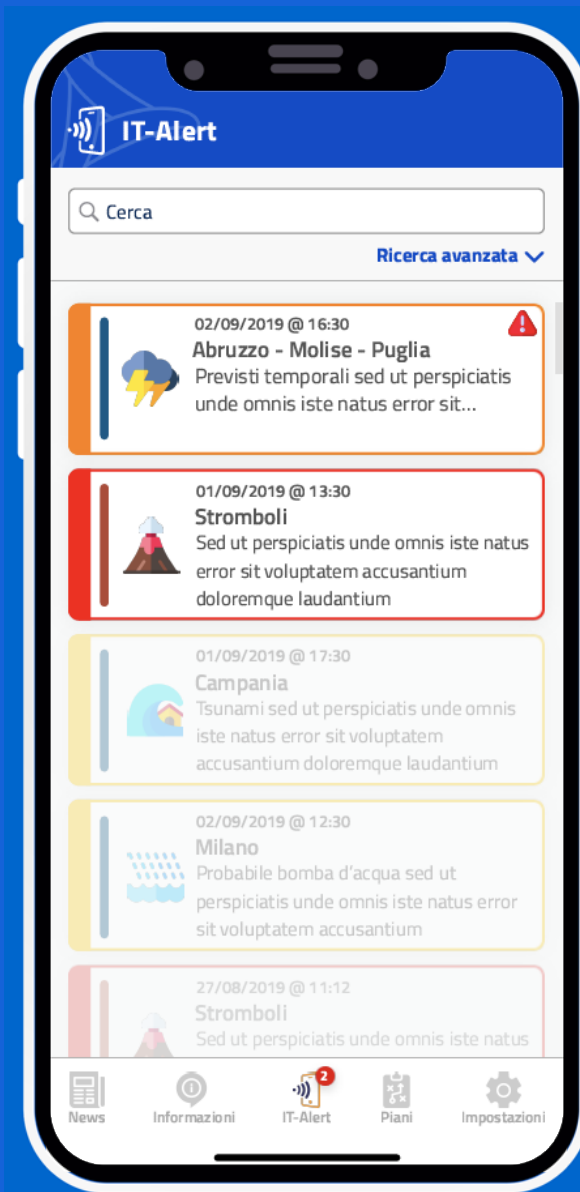 IT-Alert
Cerca
Ricerca avanzata
02/09/2019 @ 16:30
Abruzzo - Molise - Puglia
Previsti temporali sed ut perspiciatis
unde omnis iste natus error sit...
01/09/2019 @ 13:30
Stromboli
Sed ut perspiciatis unde omnis iste natus
error sit voluptatem accusantium
doloremque laudantium
01/09/2019 @ 17:30
Campania
Tsunami sed ut perspiciatis unde omnis
iste natus error sit voluptatem
accusantium doloremque laudantium
02/09/2019 @ 12:30
Milano
Probabile bomba d'acqua sed ut
perspiciatis unde omnis iste natus error
sit voluptatem accusantium
27/08/2019 @ 11:12
Stromboli
Sed ut perspiciatis unde omnis iste natus
2
News Informazioni IT-Alert Piani Impostazioni